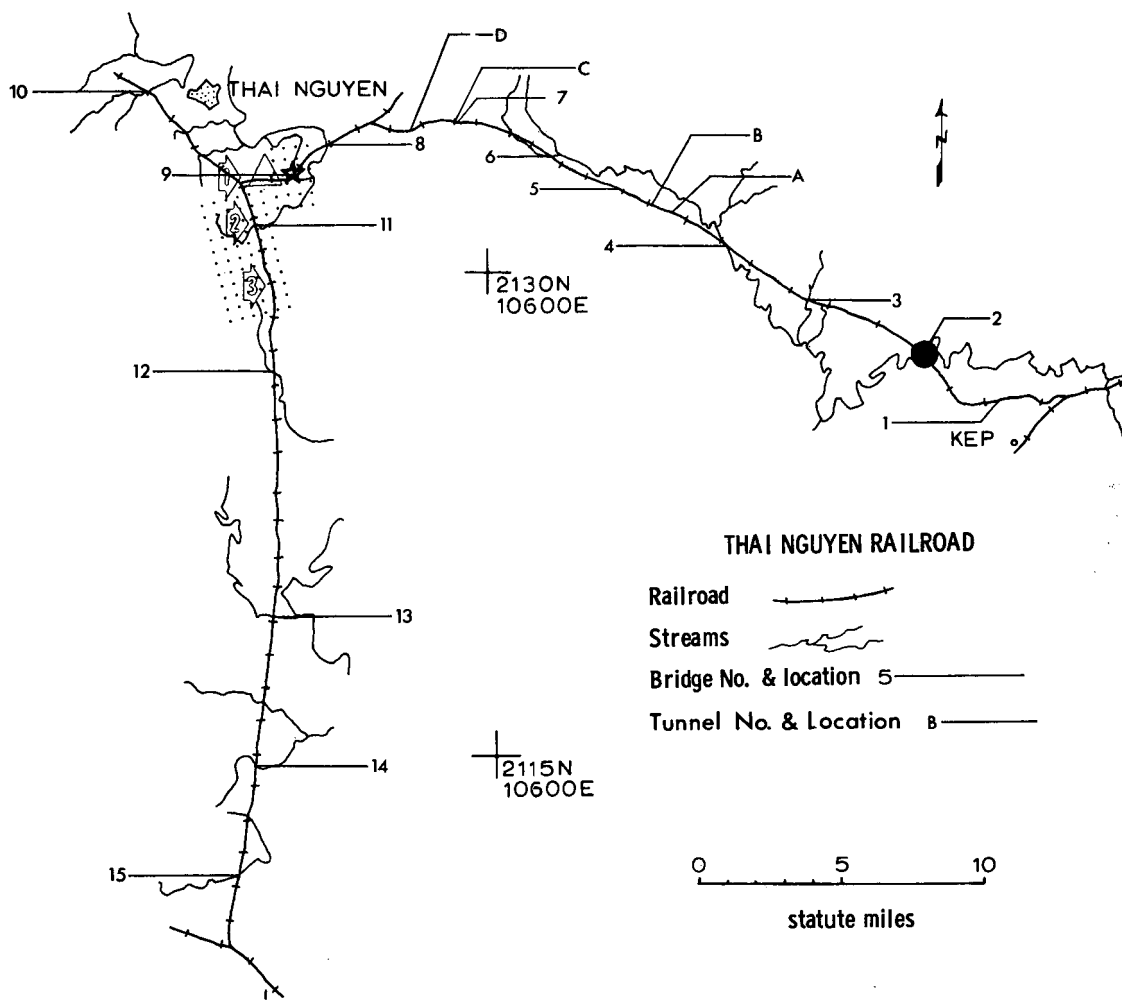 D
C
10
THAI NGUYEN
7
B
8
A
6
9
1
5
2
11
4
3
2130N
10600E
3
2
12
1
KEP
N
THAI NGUYEN RAILROAD
Railroad
Streams
Bridge No. & location 5
Tunnel No. & Location B
13
2115N
10600E
14
15
0 5 10
statute miles